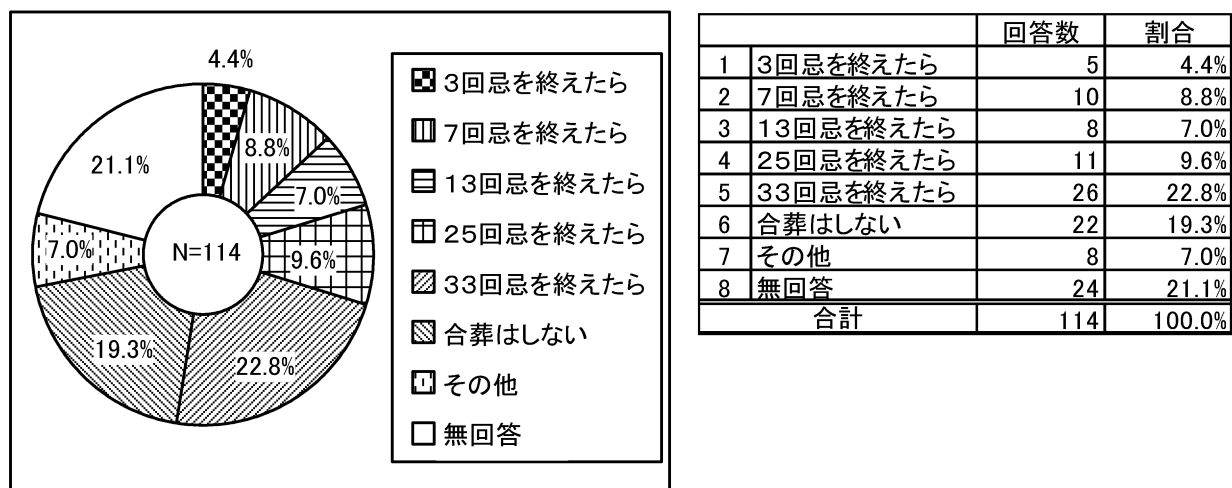 4.4%
8.8%
7.0%
9.6%
22.8%
19.3%
7.0%
21.1%
N=114
3回忌を終えたら
7回忌を終えたら
13回忌を終えたら
25回忌を終えたら
33回忌を終えたら
合葬はしない
その他
無回答
回答数 割合
1 3回忌を終えたら 5 4.4%
2 7回忌を終えたら 10 8.8%
3 13回忌を終えたら 8 7.0%
4 25回忌を終えたら 11 9.6%
5 33回忌を終えたら 26 22.8%
6 合葬はしない 22 19.3%
7 その他 8 7.0%
8 無回答 24 21.1%
合計 114 100.0%